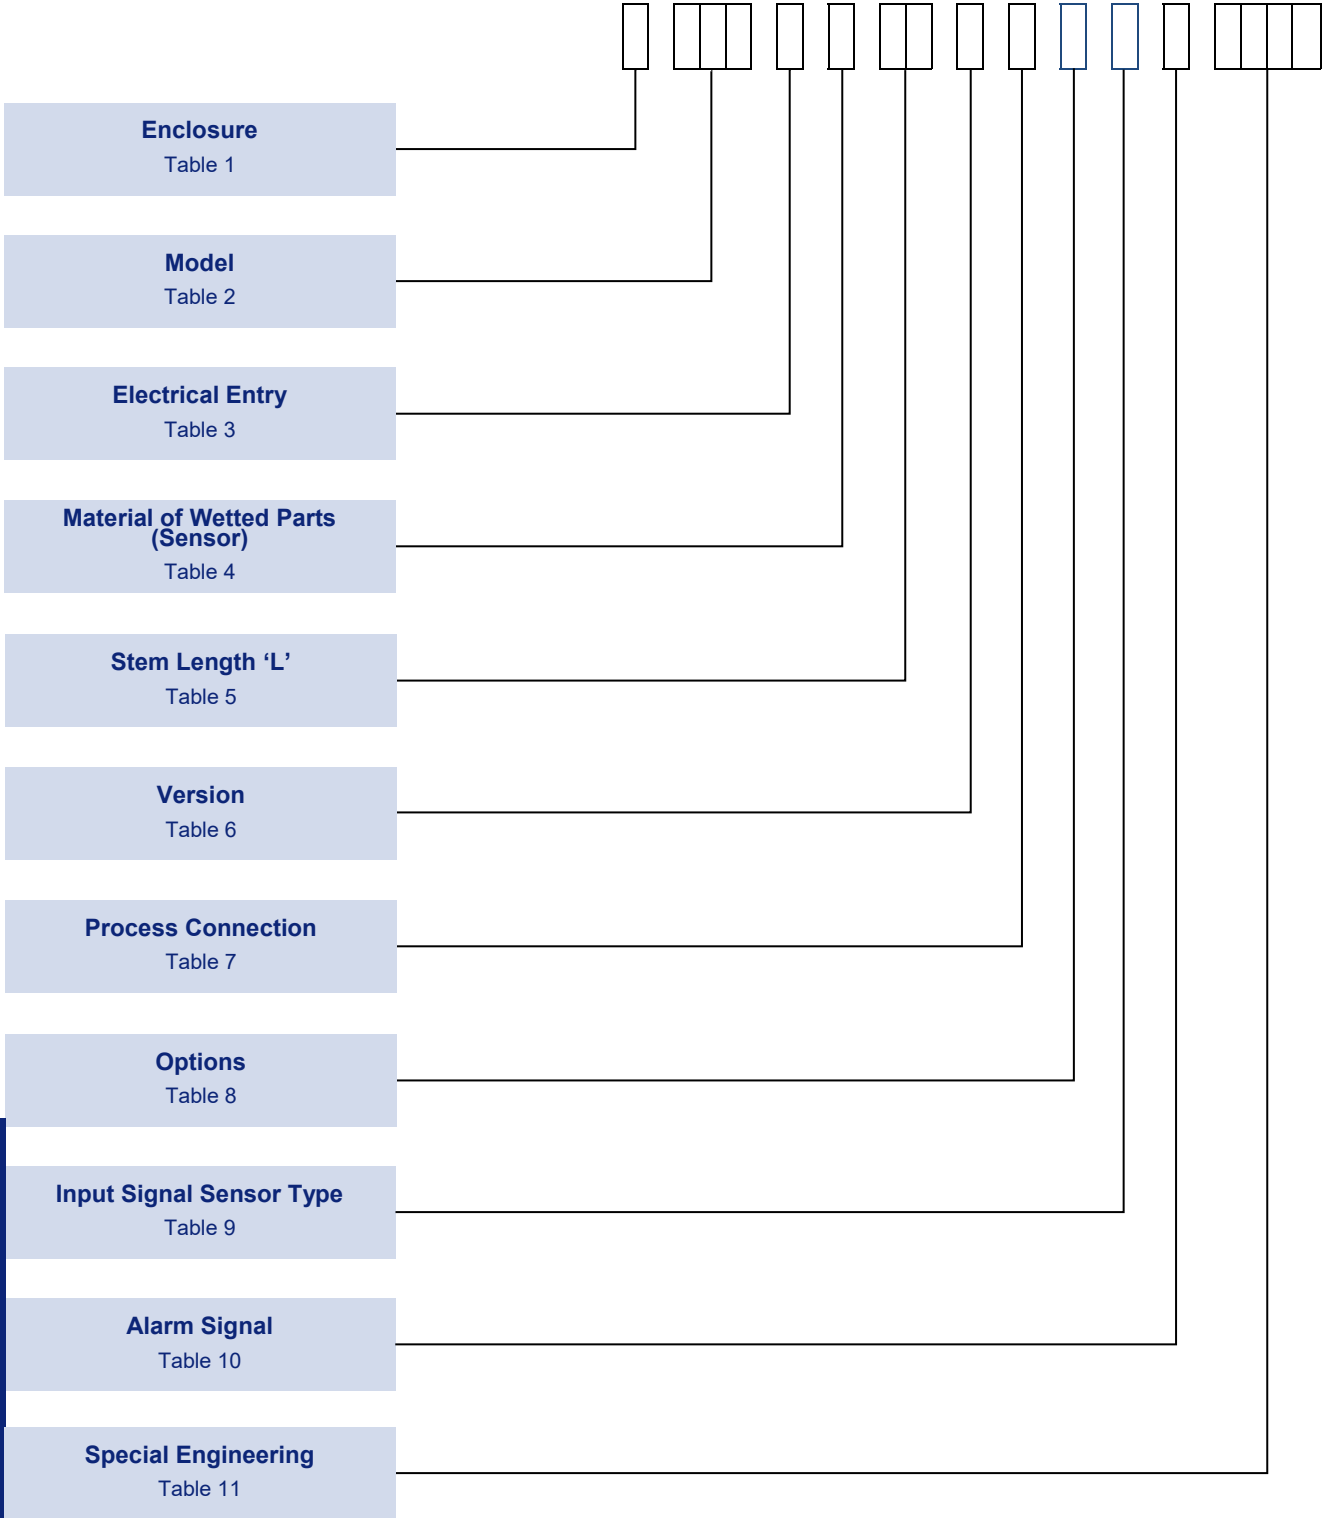 Enclosure
Table 1
Model
Table 2
Electrical Entry
Table 3
Material of Wetted Parts
(Sensor)
Table 4
Stem Length ‘L’
Table 5
Version
Table 6
Process Connection
Table 7
Options
Table 8
Input Signal Sensor Type
Table 9
Alarm Signal
Table 10
Special Engineering
Table 11